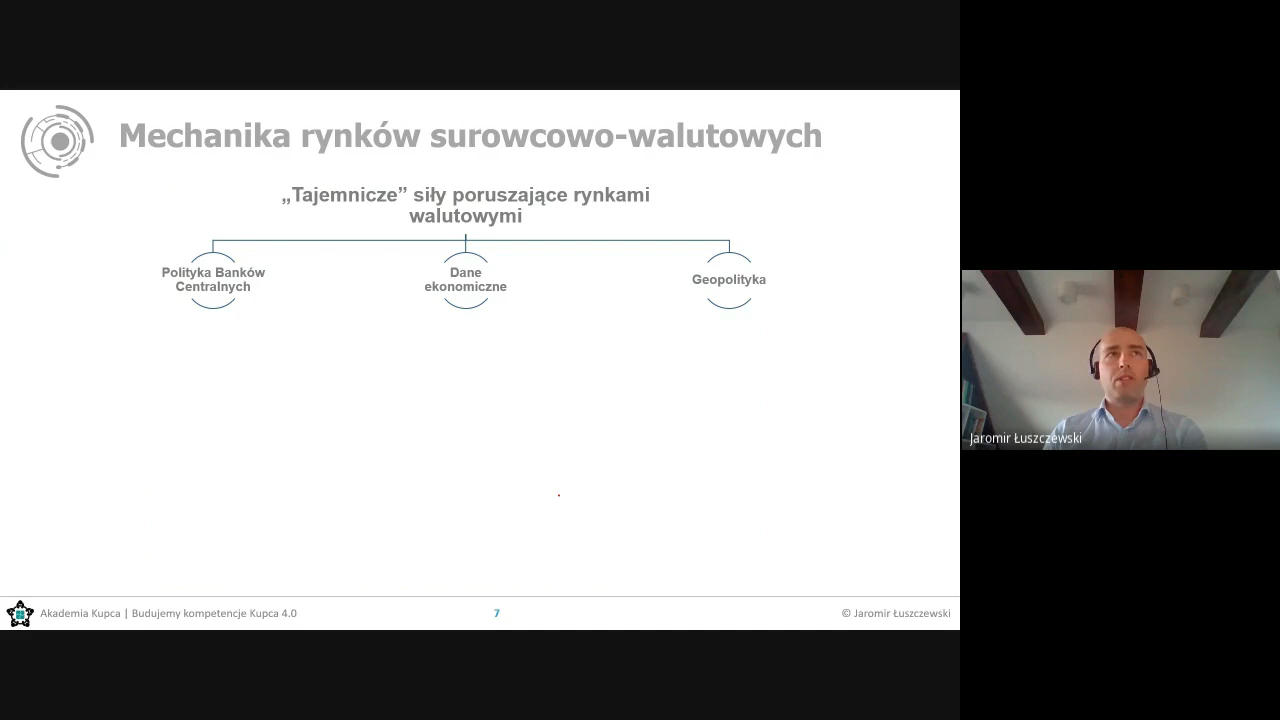 Mechanika rynków surowcowo-walutowych
„Tajemnicze” siły poruszające rynkami
walutowymi
Polityka Banków
Centralnych
Dane
ekonomiczne
Geopolityka
Jaromir Łuszczewski
Akademia Kupca | Budujemy kompetencje Kupca 4.0
7
© Jaromir Łuszczewski